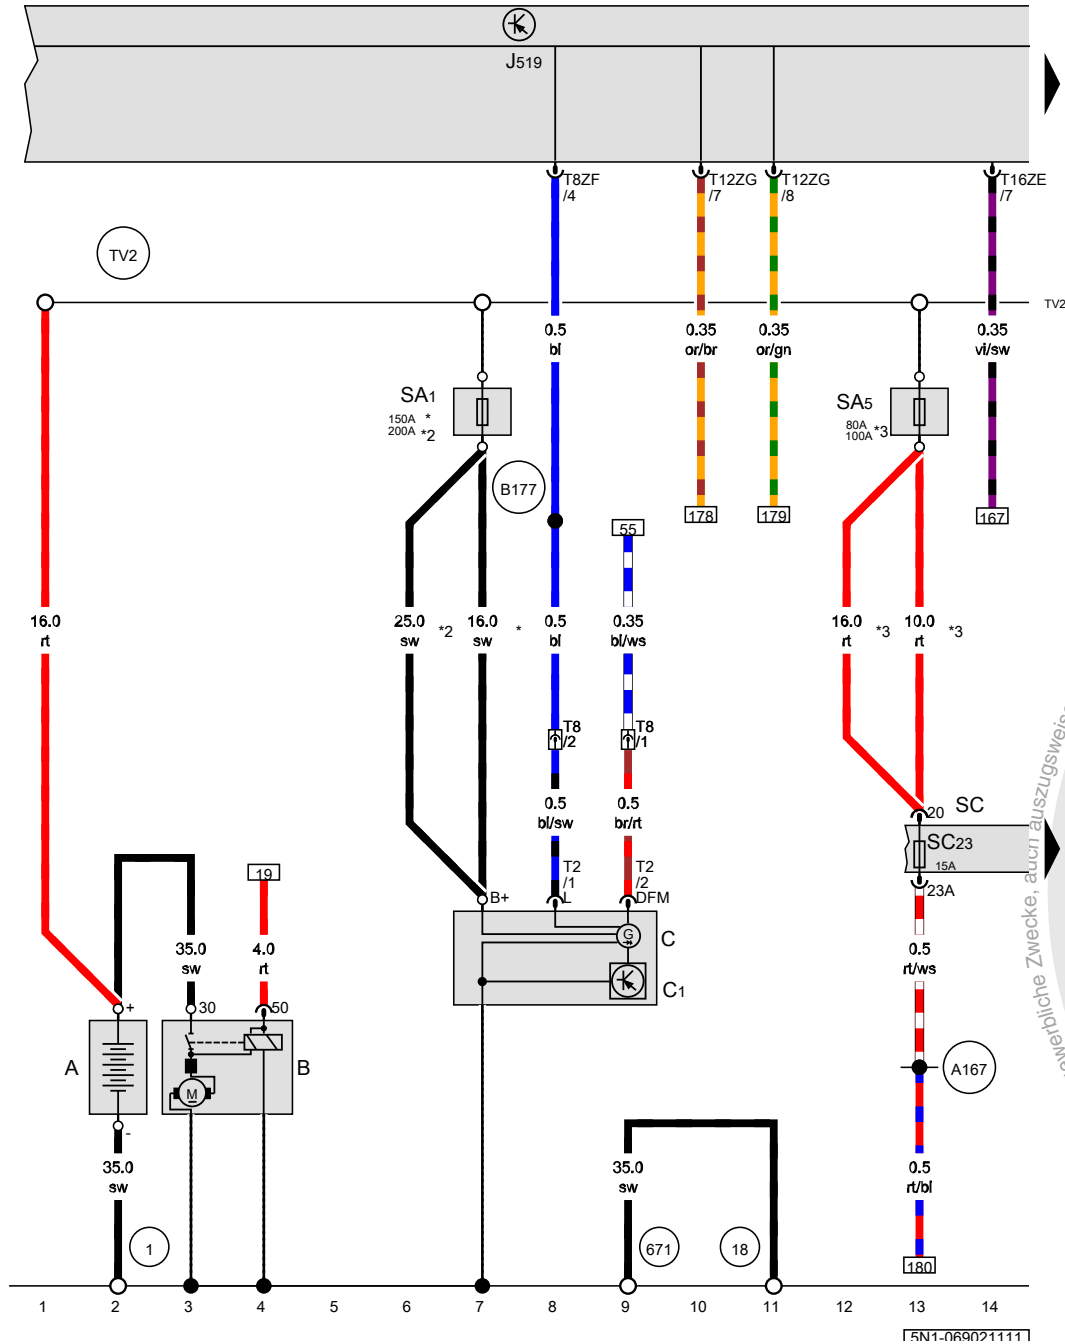 J519
T8ZF
/4
T12ZG
/7
T12ZG
/8
T16ZE
/7
TV2
TV2
0.5
bl
0.35
or/br
0.35
or/gn
0.35
vi/sw
SA1
150A *
200A *2
SA5
80A
100A *3
B177
178
179
167
55
16.0
rt
25.0
sw
*2
16.0
sw
*
0.5
bl
0.35
bl/ws
16.0
rt
*3
10.0
rt
*3
T8
/2
T8
/1
0.5
bl/sw
0.5
br/rt
20
SC
SC23
15A
23A
T2
/1
L
T2
/2
DFM
B+
C
C1
19
35.0
sw
4.0
rt
0.5
rt/ws
+
30
50
A
B
M
G
-
A167
35.0
sw
35.0
sw
0.5
rt/bl
1
671
18
180
1 2 3 4 5 6 7 8 9 10 11 12 13 14
5N1-069021111
werbliche Zwecke, auch auszugsweise